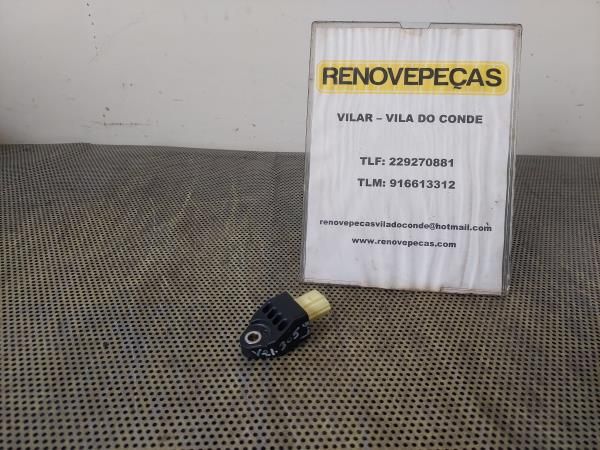 RENOVEPEÇAS
VILAR – VILA DO CONDE
TLF: 229270881
TLM: 916613312
renovepecasviladoconde@hotmail.com
www.renovepecas.com